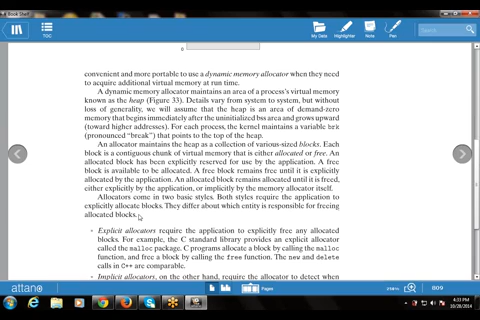 Book Shelf
TOC
My Data
Highlighter
Note
Pen
Search
0
convenient and more portable to use a dynamic memory allocator when they need
to acquire additional virtual memory at run time.
A dynamic memory allocator maintains an area of a process's virtual memory
known as the heap (Figure 33). Details vary from system to system, but without
loss of generality, we will assume that the heap is an area of demand-zero
memory that begins immediately after the uninitialized bss area and grows upward
(toward higher addresses). For each process, the kernel maintains a variable brk
(pronounced “break”) that points to the top of the heap.
An allocator maintains the heap as a collection of various-sized blocks. Each
block is a contiguous chunk of virtual memory that is either allocated or free. An
allocated block has been explicitly reserved for use by the application. A free
block is available to be allocated. A free block remains free until it is explicitly
allocated by the application. An allocated block remains allocated until it is freed,
either explicitly by the application, or implicitly by the memory allocator itself.
Allocators come in two basic styles. Both styles require the application to
explicitly allocate blocks. They differ about which entity is responsible for freeing
allocated blocks.
• Explicit allocators require the application to explicitly free any allocated
blocks. For example, the C standard library provides an explicit allocator
called the malloc package. C programs allocate a block by calling the malloc
function, and free a block by calling the free function. The new and delete
calls in C++ are comparable.
• Implicit allocators, on the other hand, require the allocator to detect when
attano
Pages
809
4:33 PM
10/28/2014